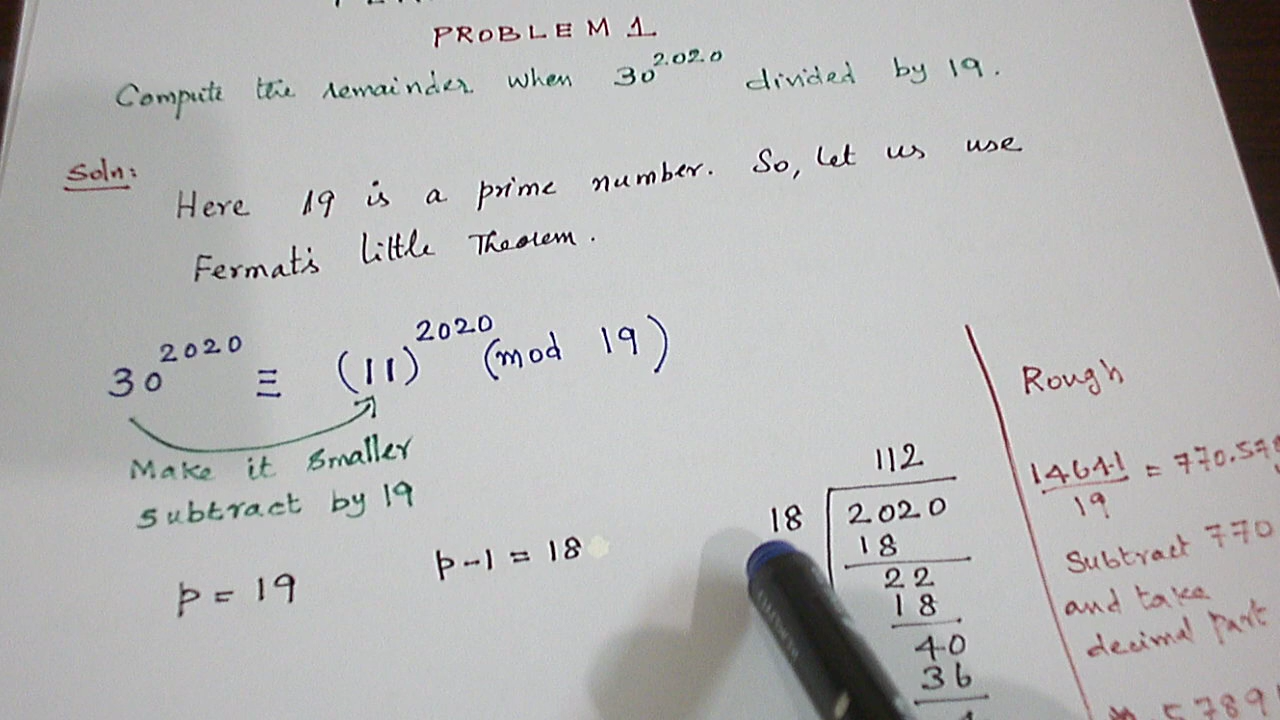 PROBLEM 1
Compute the remainder when 30^2020 divided by 19.
Soln:
Here 19 is a prime number. So, let us use
Fermat's little Theorem.
30^2020 ≡ (11)^2020 (mod 19)
Make it smaller
subtract by 19
p = 19
p-1 = 18
112
18
2020
18
22
18
40
36
Rough
14641/19 = 770.57
Subtract 770
and take
decimal part
5789